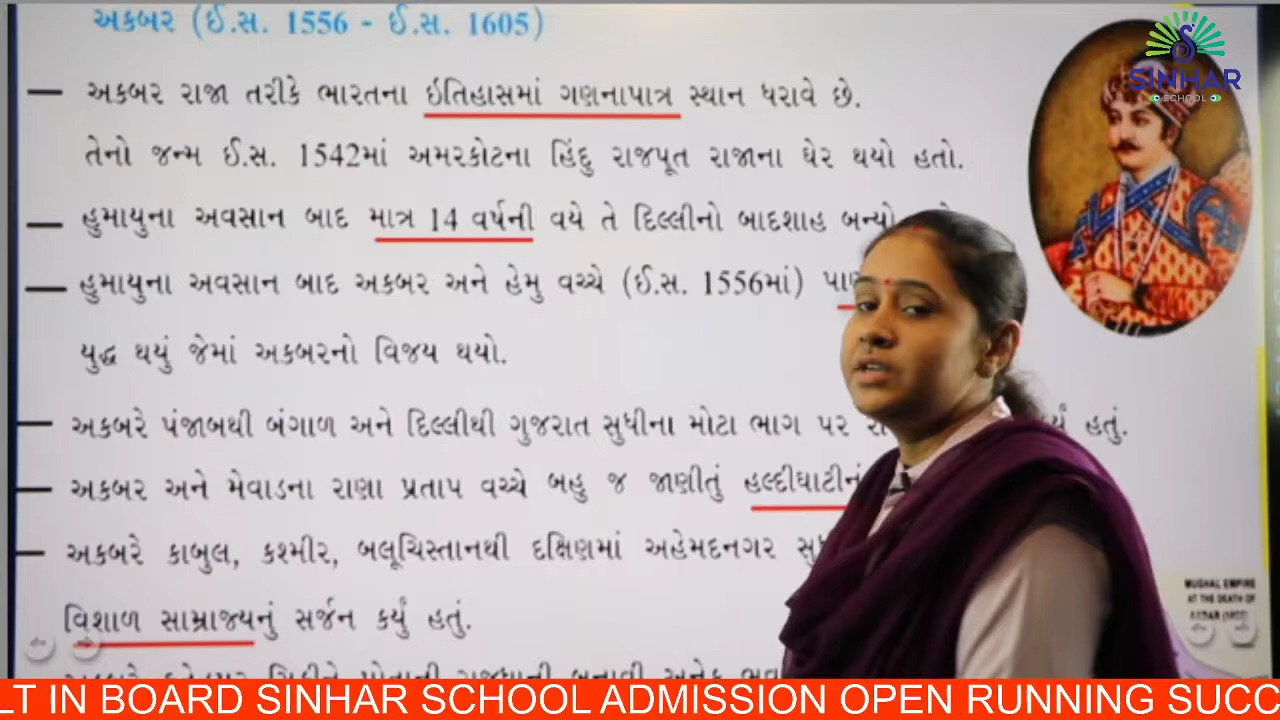 અકબર (ઈ.સ. 1556 - ઈ.સ. 1605)
SINHAR
SCHOOL
અકબર રાજા તરીકે ભારતના ઇતિહાસમાં ગણનાપાત્ર સ્થાન ધરાવે છે.
તેનો જન્મ ઈ.સ. 1542માં અમરકોટના હિંદુ રાજપૂત રાજાના ઘેર થયો હતો.
હુમાયુના અવસાન બાદ માત્ર 14 વર્ષની વયે તે દિલ્લીનો બાદશાહ બન્યો
હુમાયુના અવસાન બાદ અકબર અને હેમુ વચ્ચે (ઈ.સ. 1556માં)
યુદ્ધ થયું જેમાં અકબરનો વિજય થયો.
અકબરે પંજાબથી બંગાળ અને દિલ્લીથી ગુજરાત સુધીના મોટા ભાગ પર હતું.
અકબર અને મેવાડના રાણા પ્રતાપ વચ્ચે બહુ જ જાણીતું હલ્દીઘાટીનું
અકબરે કાબુલ, કશ્મીર, બલૂચિસ્તાનથી દક્ષિણમાં અહેમદનગર
વિશાળ સામ્રાજ્યનું સર્જન કર્યું હતું.
MUGHAL EMPIRE
AT THE DEATH OF
LT IN BOARD SINHAR SCHOOL ADMISSION OPEN RUNNING SUCC